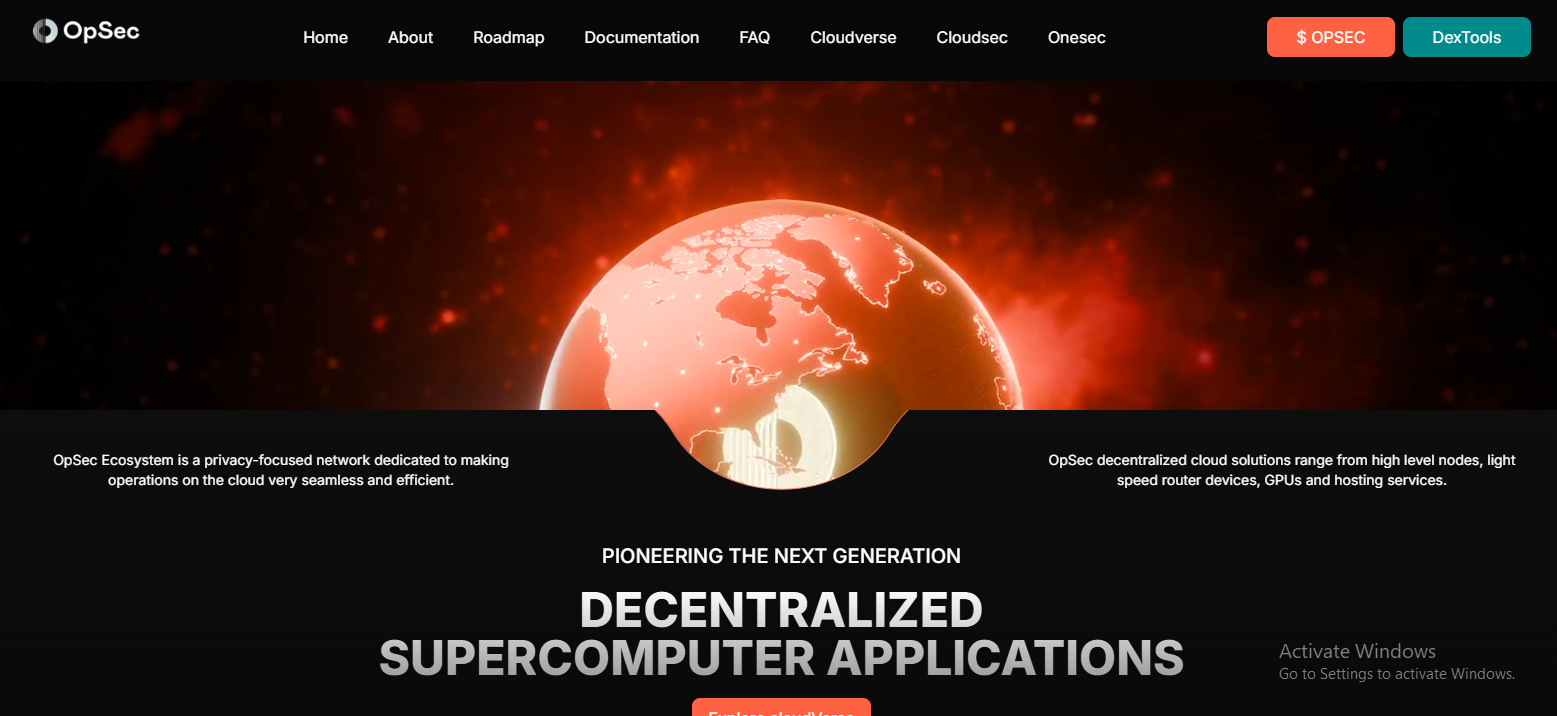 OpSec
Home
About
Roadmap
Documentation
FAQ
Cloudverse
Cloudsec
Onesec
$ OPSEC
DexTools
OpSec Ecosystem is a privacy-focused network dedicated to making
operations on the cloud very seamless and efficient.
OpSec decentralized cloud solutions range from high level nodes, light
speed router devices, GPUs and hosting services.
PIONEERING THE NEXT GENERATION
DECENTRALIZED
SUPERCOMPUTER APPLICATIONS
Explore cloudVerse
Activate Windows
Go to Settings to activate Windows.